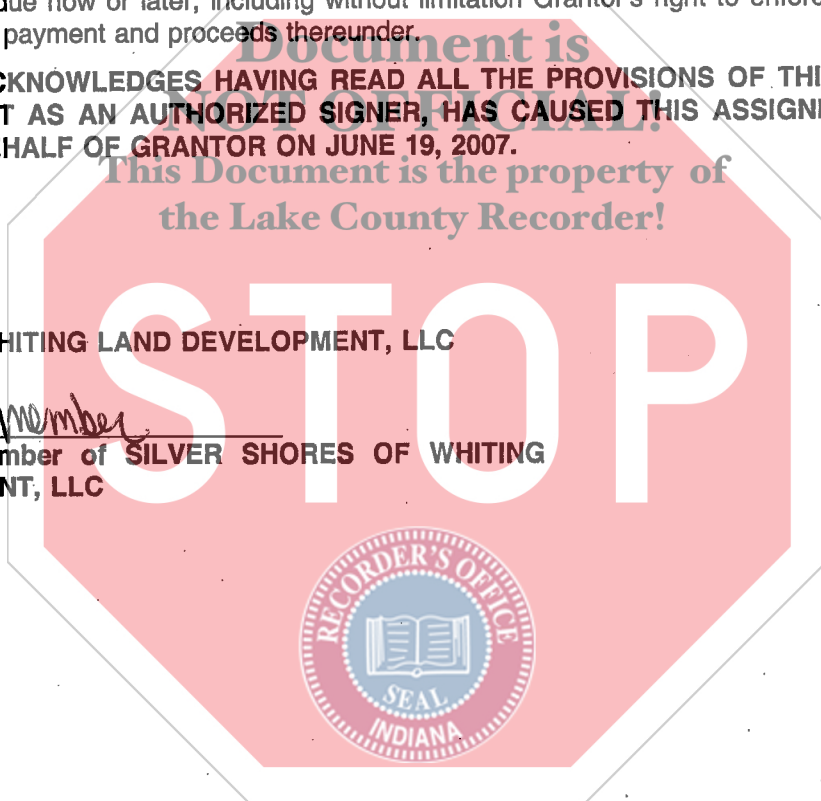 due now or later, including without limitation Grantor's right to enforce
payment and proceeds thereunder.
Document is
CKNOWLEDGES HAVING READ ALL THE PROVISIONS OF THI
T AS AN AUTHORIZED SIGNER, HAS CAUSED THIS ASSIGN
NOT OFFICIAL!
HALF OF GRANTOR ON JUNE 19, 2007.
This Document is the property of
the Lake County Recorder!
STOP
HITING LAND DEVELOPMENT, LLC
member
mber of SILVER SHORES OF WHITING
NT, LLC
RECORDER'S OFFICE
SEAL
INDIANA